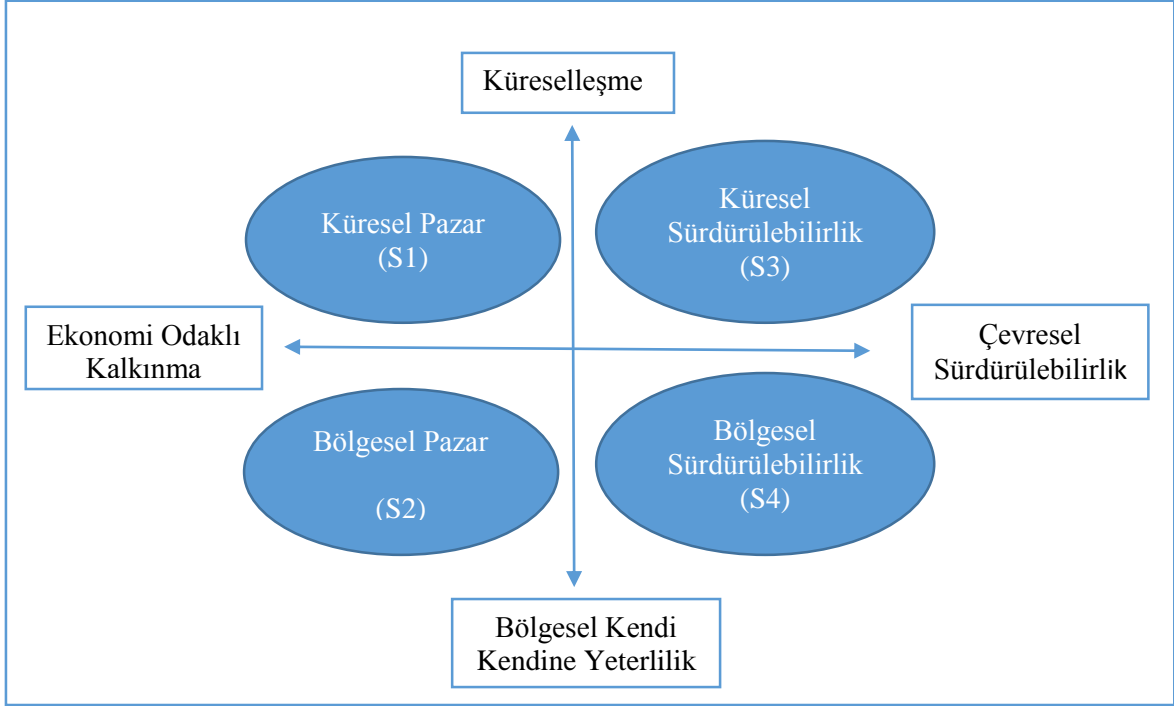 Küreselleşme
Küresel Pazar
(S1)
Küresel
Sürdürülebilirlik
(S3)
Ekonomi Odaklı
Kalkınma
Çevresel
Sürdürülebilirlik
Bölgesel Pazar
(S2)
Bölgesel
Sürdürülebilirlik
(S4)
Bölgesel Kendi
Kendine Yeterlilik